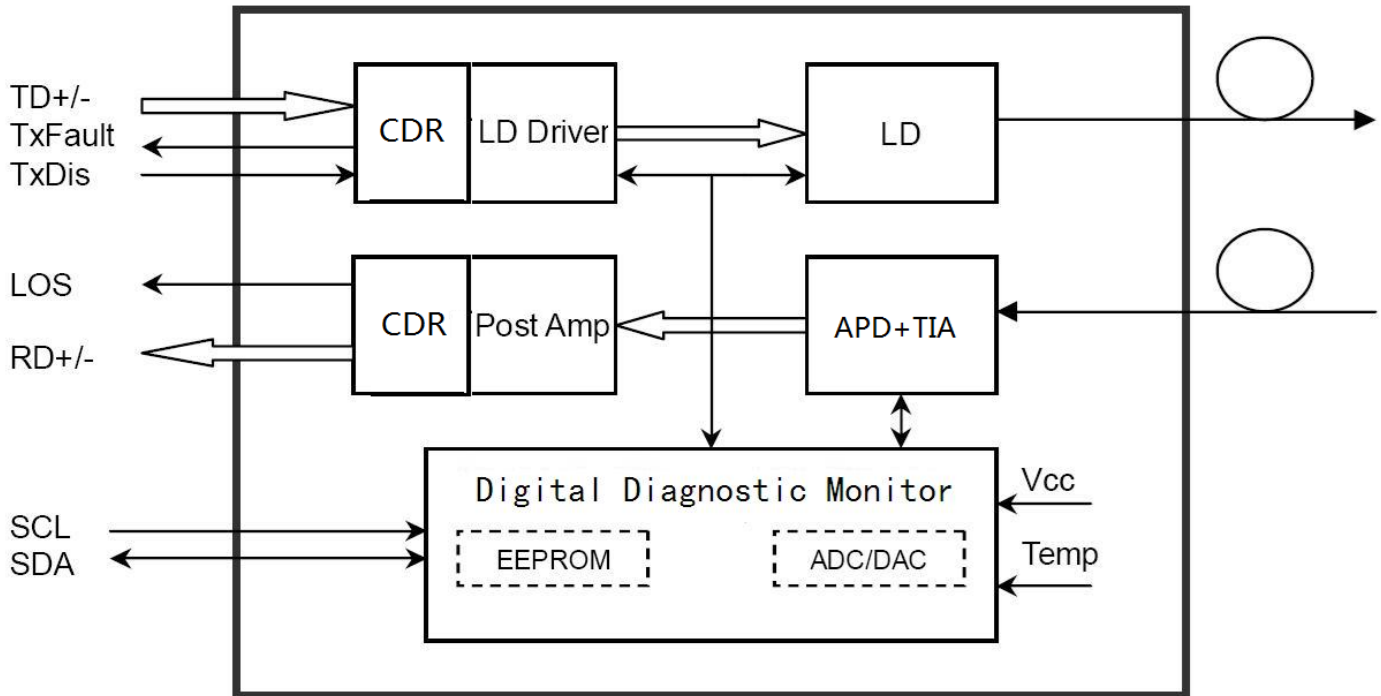 TD+/-
TxFault
TxDis
CDR
LD Driver
LD
LOS
RD+/-
CDR
Post Amp
APD+TIA
Digital Diagnostic Monitor
EEPROM
ADC/DAC
SCL
SDA
Vcc
Temp